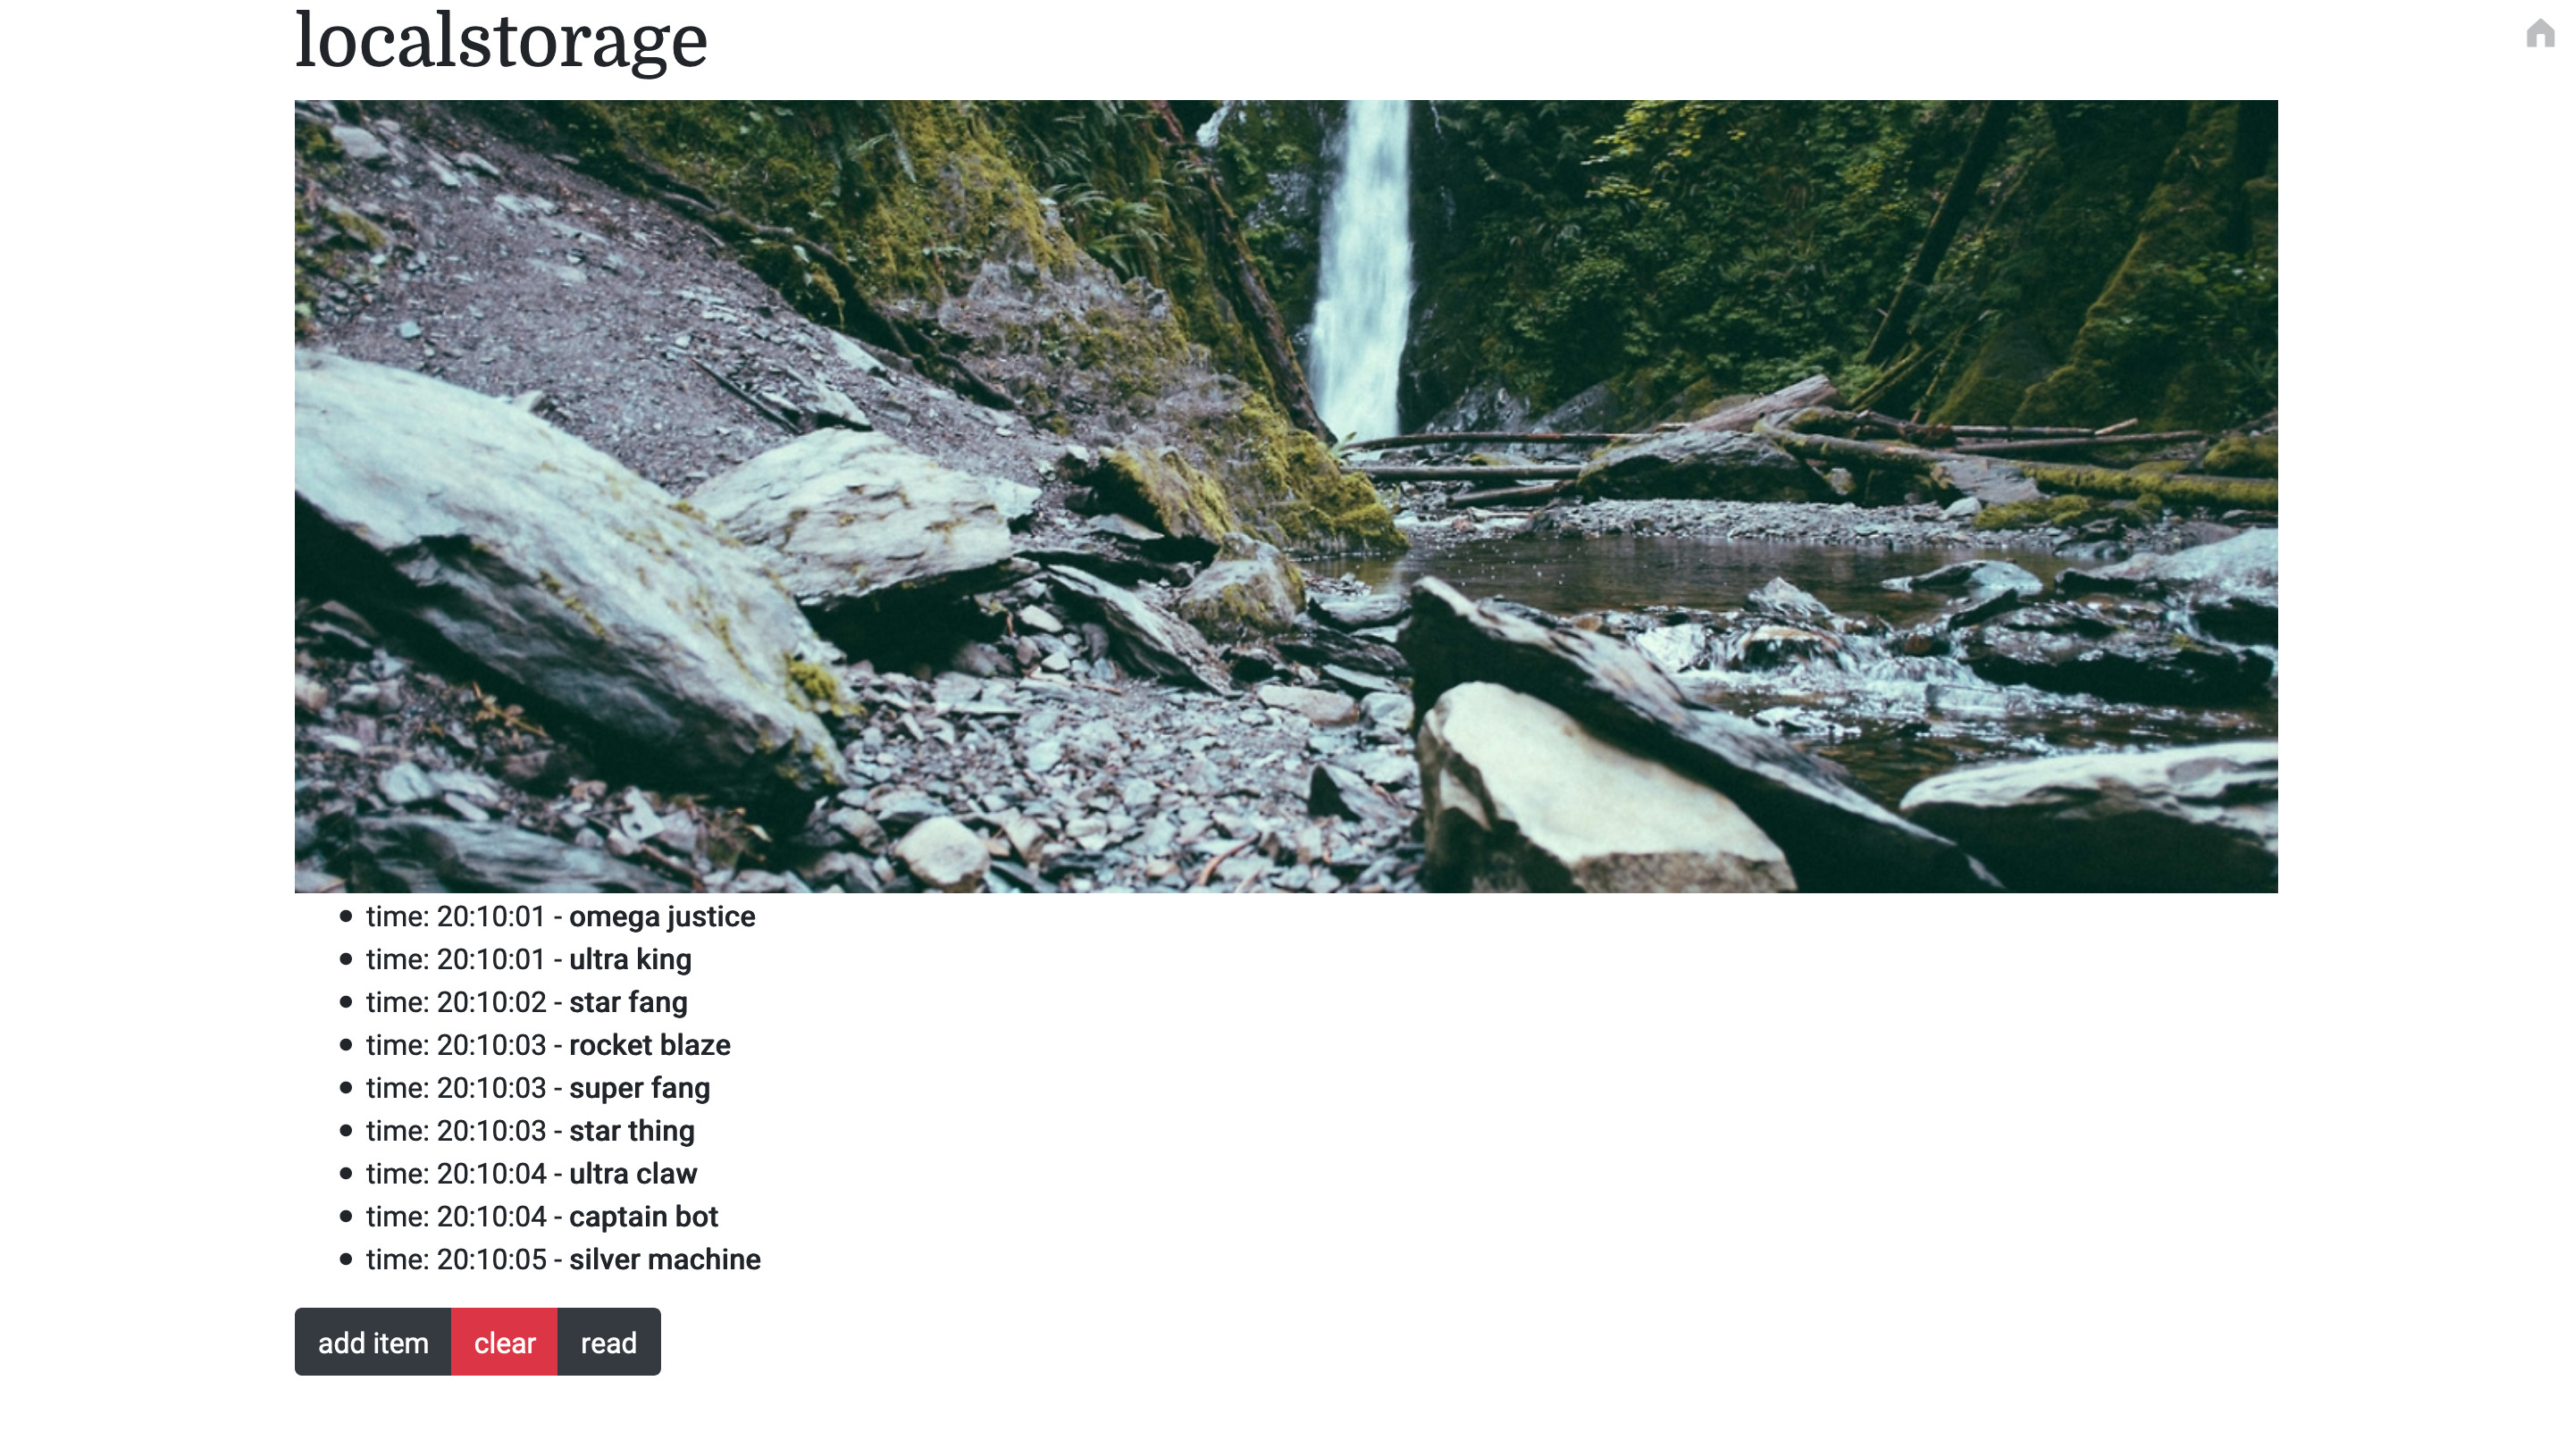 localstorage
time: 20:10:01 - omega justice
time: 20:10:01 - ultra king
time: 20:10:02 - star fang
time: 20:10:03 - rocket blaze
time: 20:10:03 - super fang
time: 20:10:03 - star thing
time: 20:10:04 - ultra claw
time: 20:10:04 - captain bot
time: 20:10:05 - silver machine
add item clear read